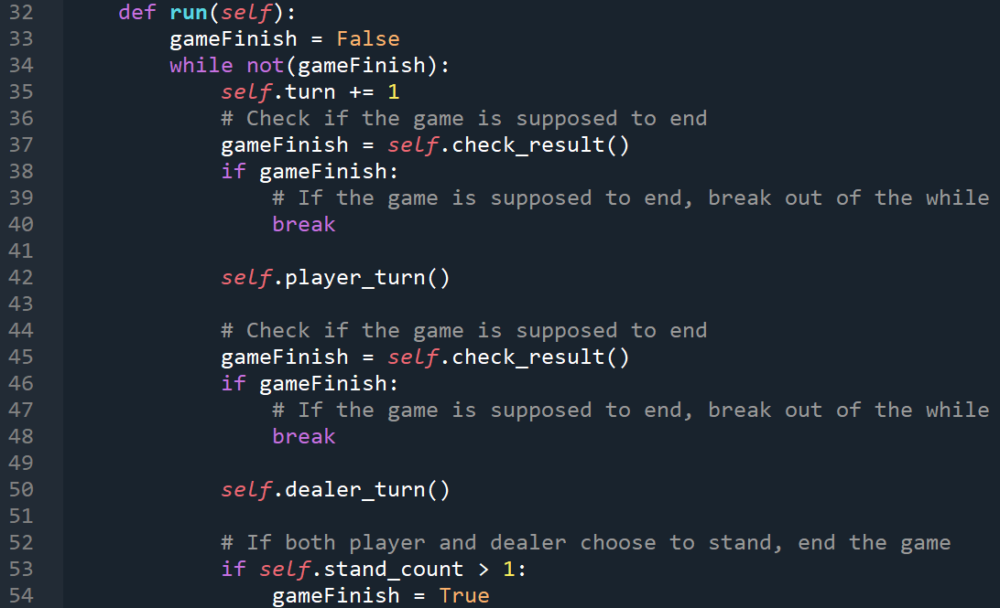 32 def run(self):
33 gameFinish = False
34 while not(gameFinish):
35 self.turn += 1
36 # Check if the game is supposed to end
37 gameFinish = self.check_result()
38 if gameFinish:
39 # If the game is supposed to end, break out of the while
40 break
41
42 self.player_turn()
43
44 # Check if the game is supposed to end
45 gameFinish = self.check_result()
46 if gameFinish:
47 # If the game is supposed to end, break out of the while
48 break
49
50 self.dealer_turn()
51
52 # If both player and dealer choose to stand, end the game
53 if self.stand_count > 1:
54 gameFinish = True